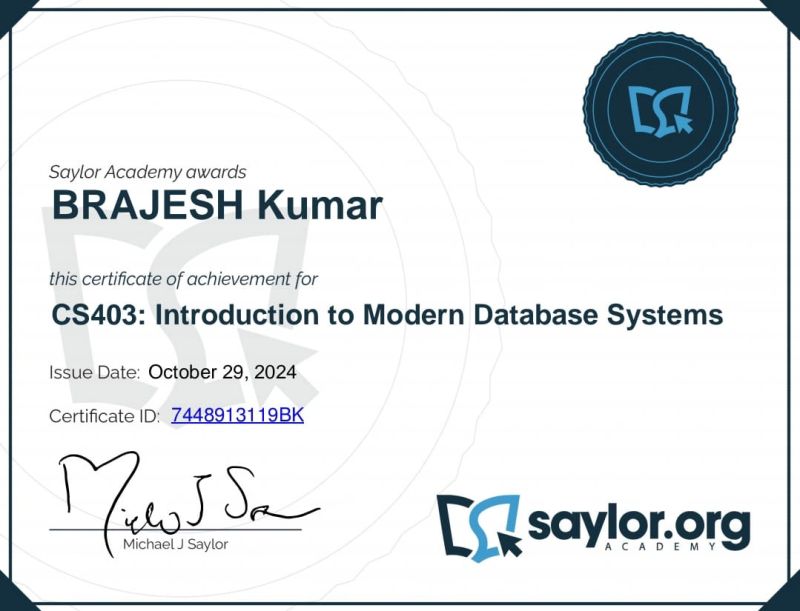 Saylor Academy awards
BRAJESH Kumar
this certificate of achievement for
CS403: Introduction to Modern Database Systems
Issue Date: October 29, 2024
Certificate ID: 7448913119BK
Michael J Saylor
saylor.org
ACADEMY